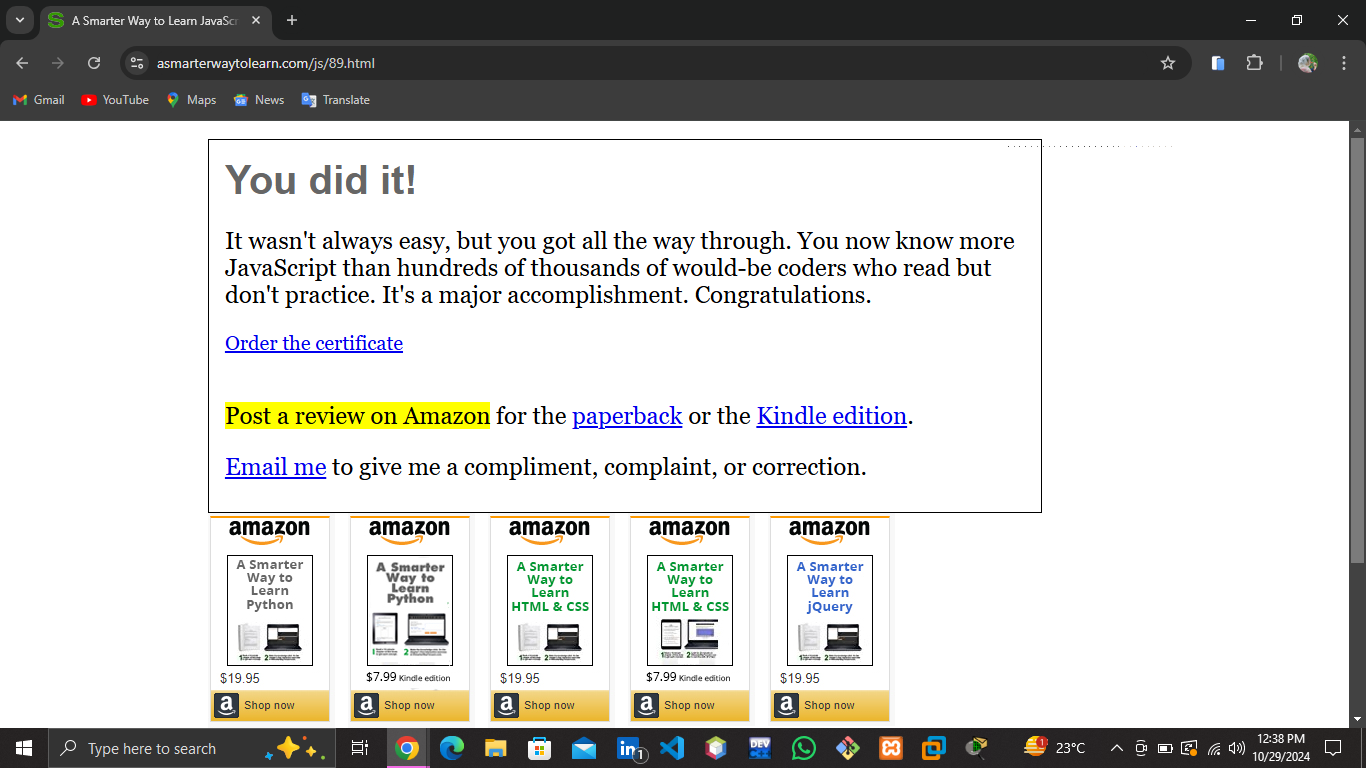 A Smarter Way to Learn JavaScr
asmarterwaytolearn.com/js/89.html
Gmail YouTube Maps News Translate
You did it!
It wasn't always easy, but you got all the way through. You now know more
JavaScript than hundreds of thousands of would-be coders who read but
don't practice. It's a major accomplishment. Congratulations.
Order the certificate
Post a review on Amazon for the paperback or the Kindle edition.
Email me to give me a compliment, complaint, or correction.
amazon
A Smarter
Way to
Learn
Python
$19.95
Shop now
amazon
A Smarter
Way to
Learn
Python
$7.99 Kindle edition
Shop now
amazon
A Smarter
Way to
Learn
HTML & CSS
$19.95
Shop now
amazon
A Smarter
Way to
Learn
HTML & CSS
$7.99 Kindle edition
Shop now
amazon
A Smarter
Way to
Learn
jQuery
$19.95
Shop now
Type here to search
in 1
DEV
1
23°C
12:38 PM
10/29/2024